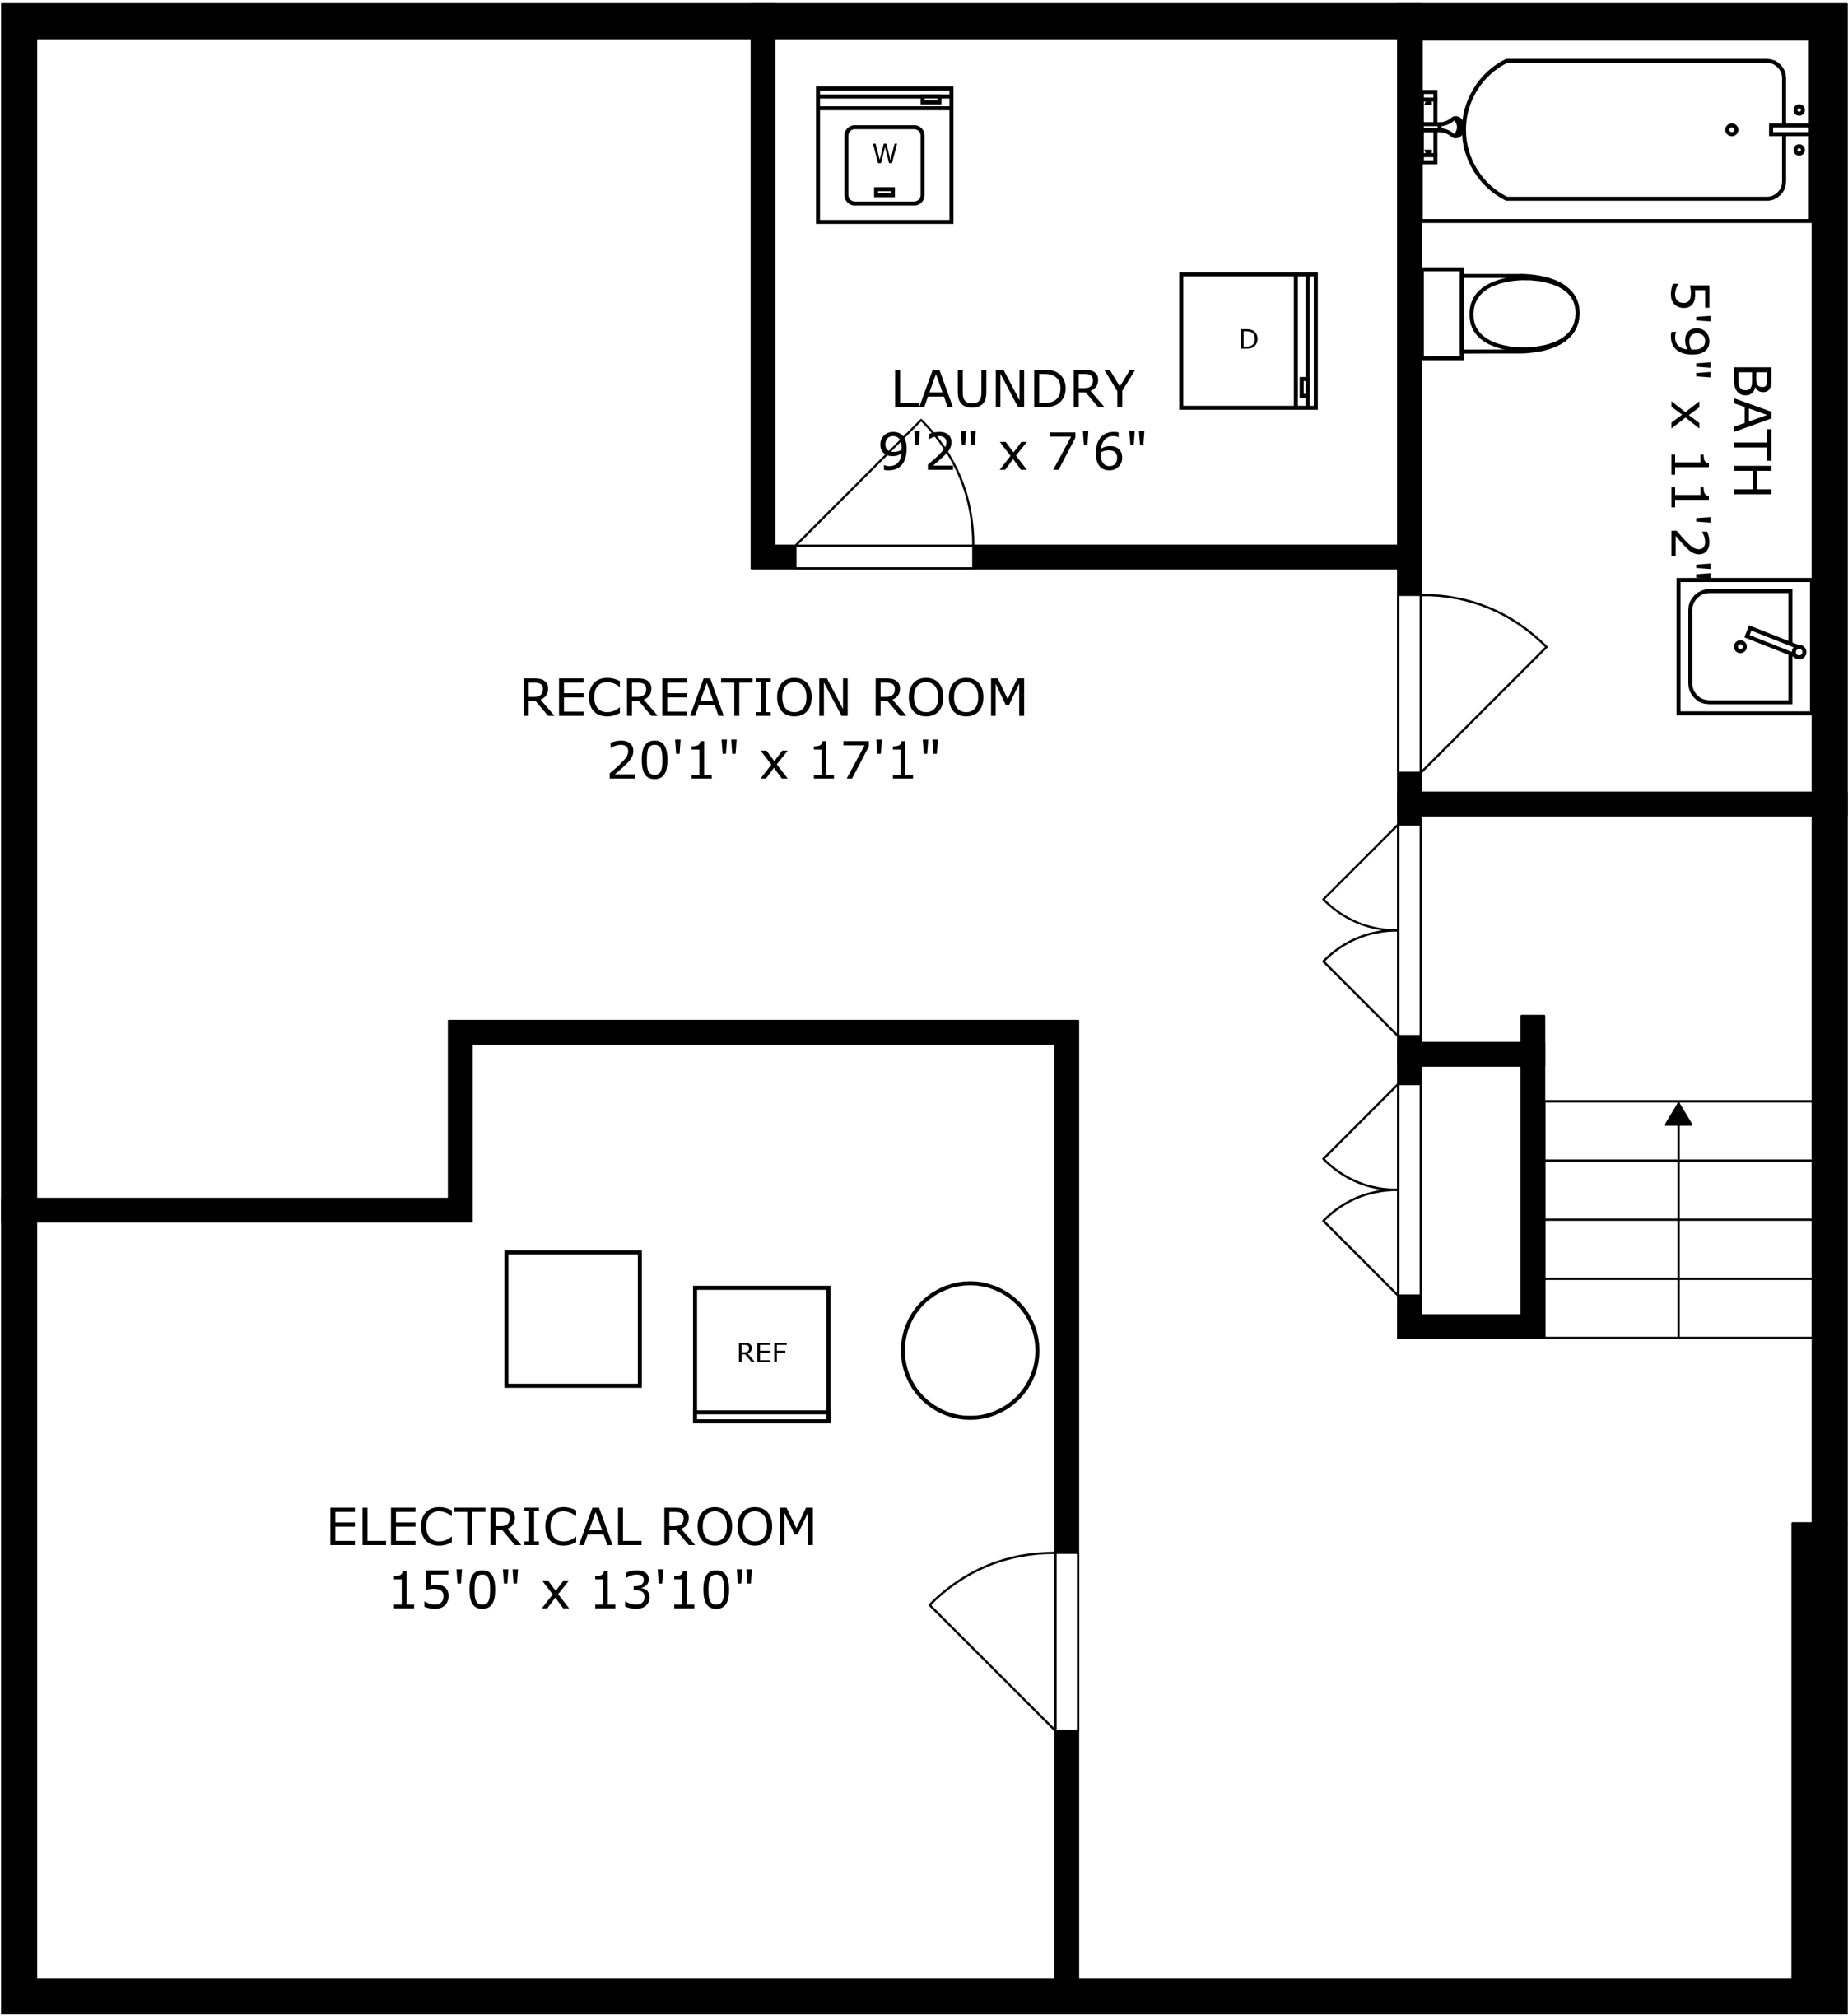 W
D
LAUNDRY
9'2" x 7'6"
BATH
5'9" x 11'2"
RECREATION ROOM
20'1" x 17'1"
REF
ELECTRICAL ROOM
15'0" x 13'10"